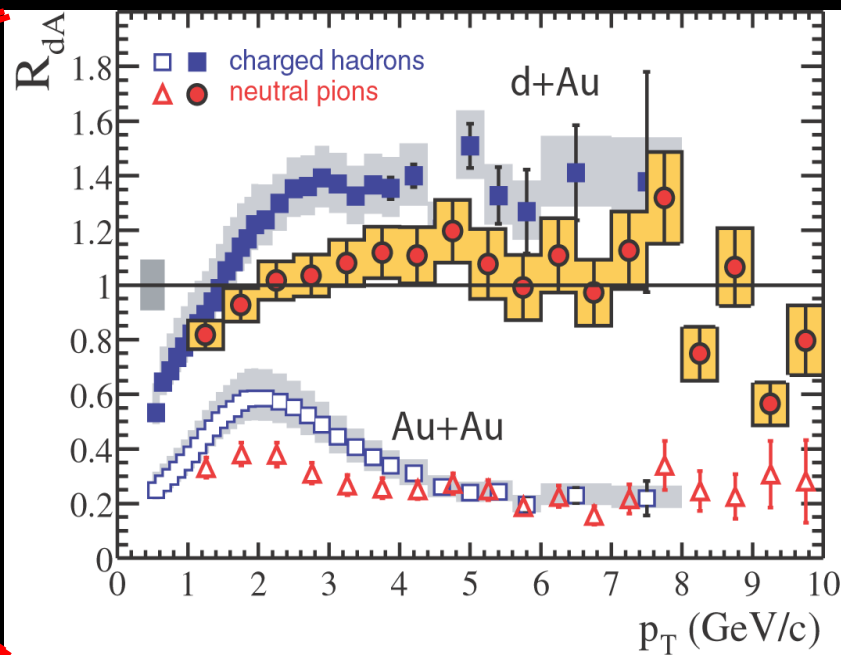 R_dA
charged hadrons
neutral pions
d+Au
Au+Au
1.8
1.6
1.4
1.2
1
0.8
0.6
0.4
0.2
0
0 1 2 3 4 5 6 7 8 9 10
p_T (GeV/c)